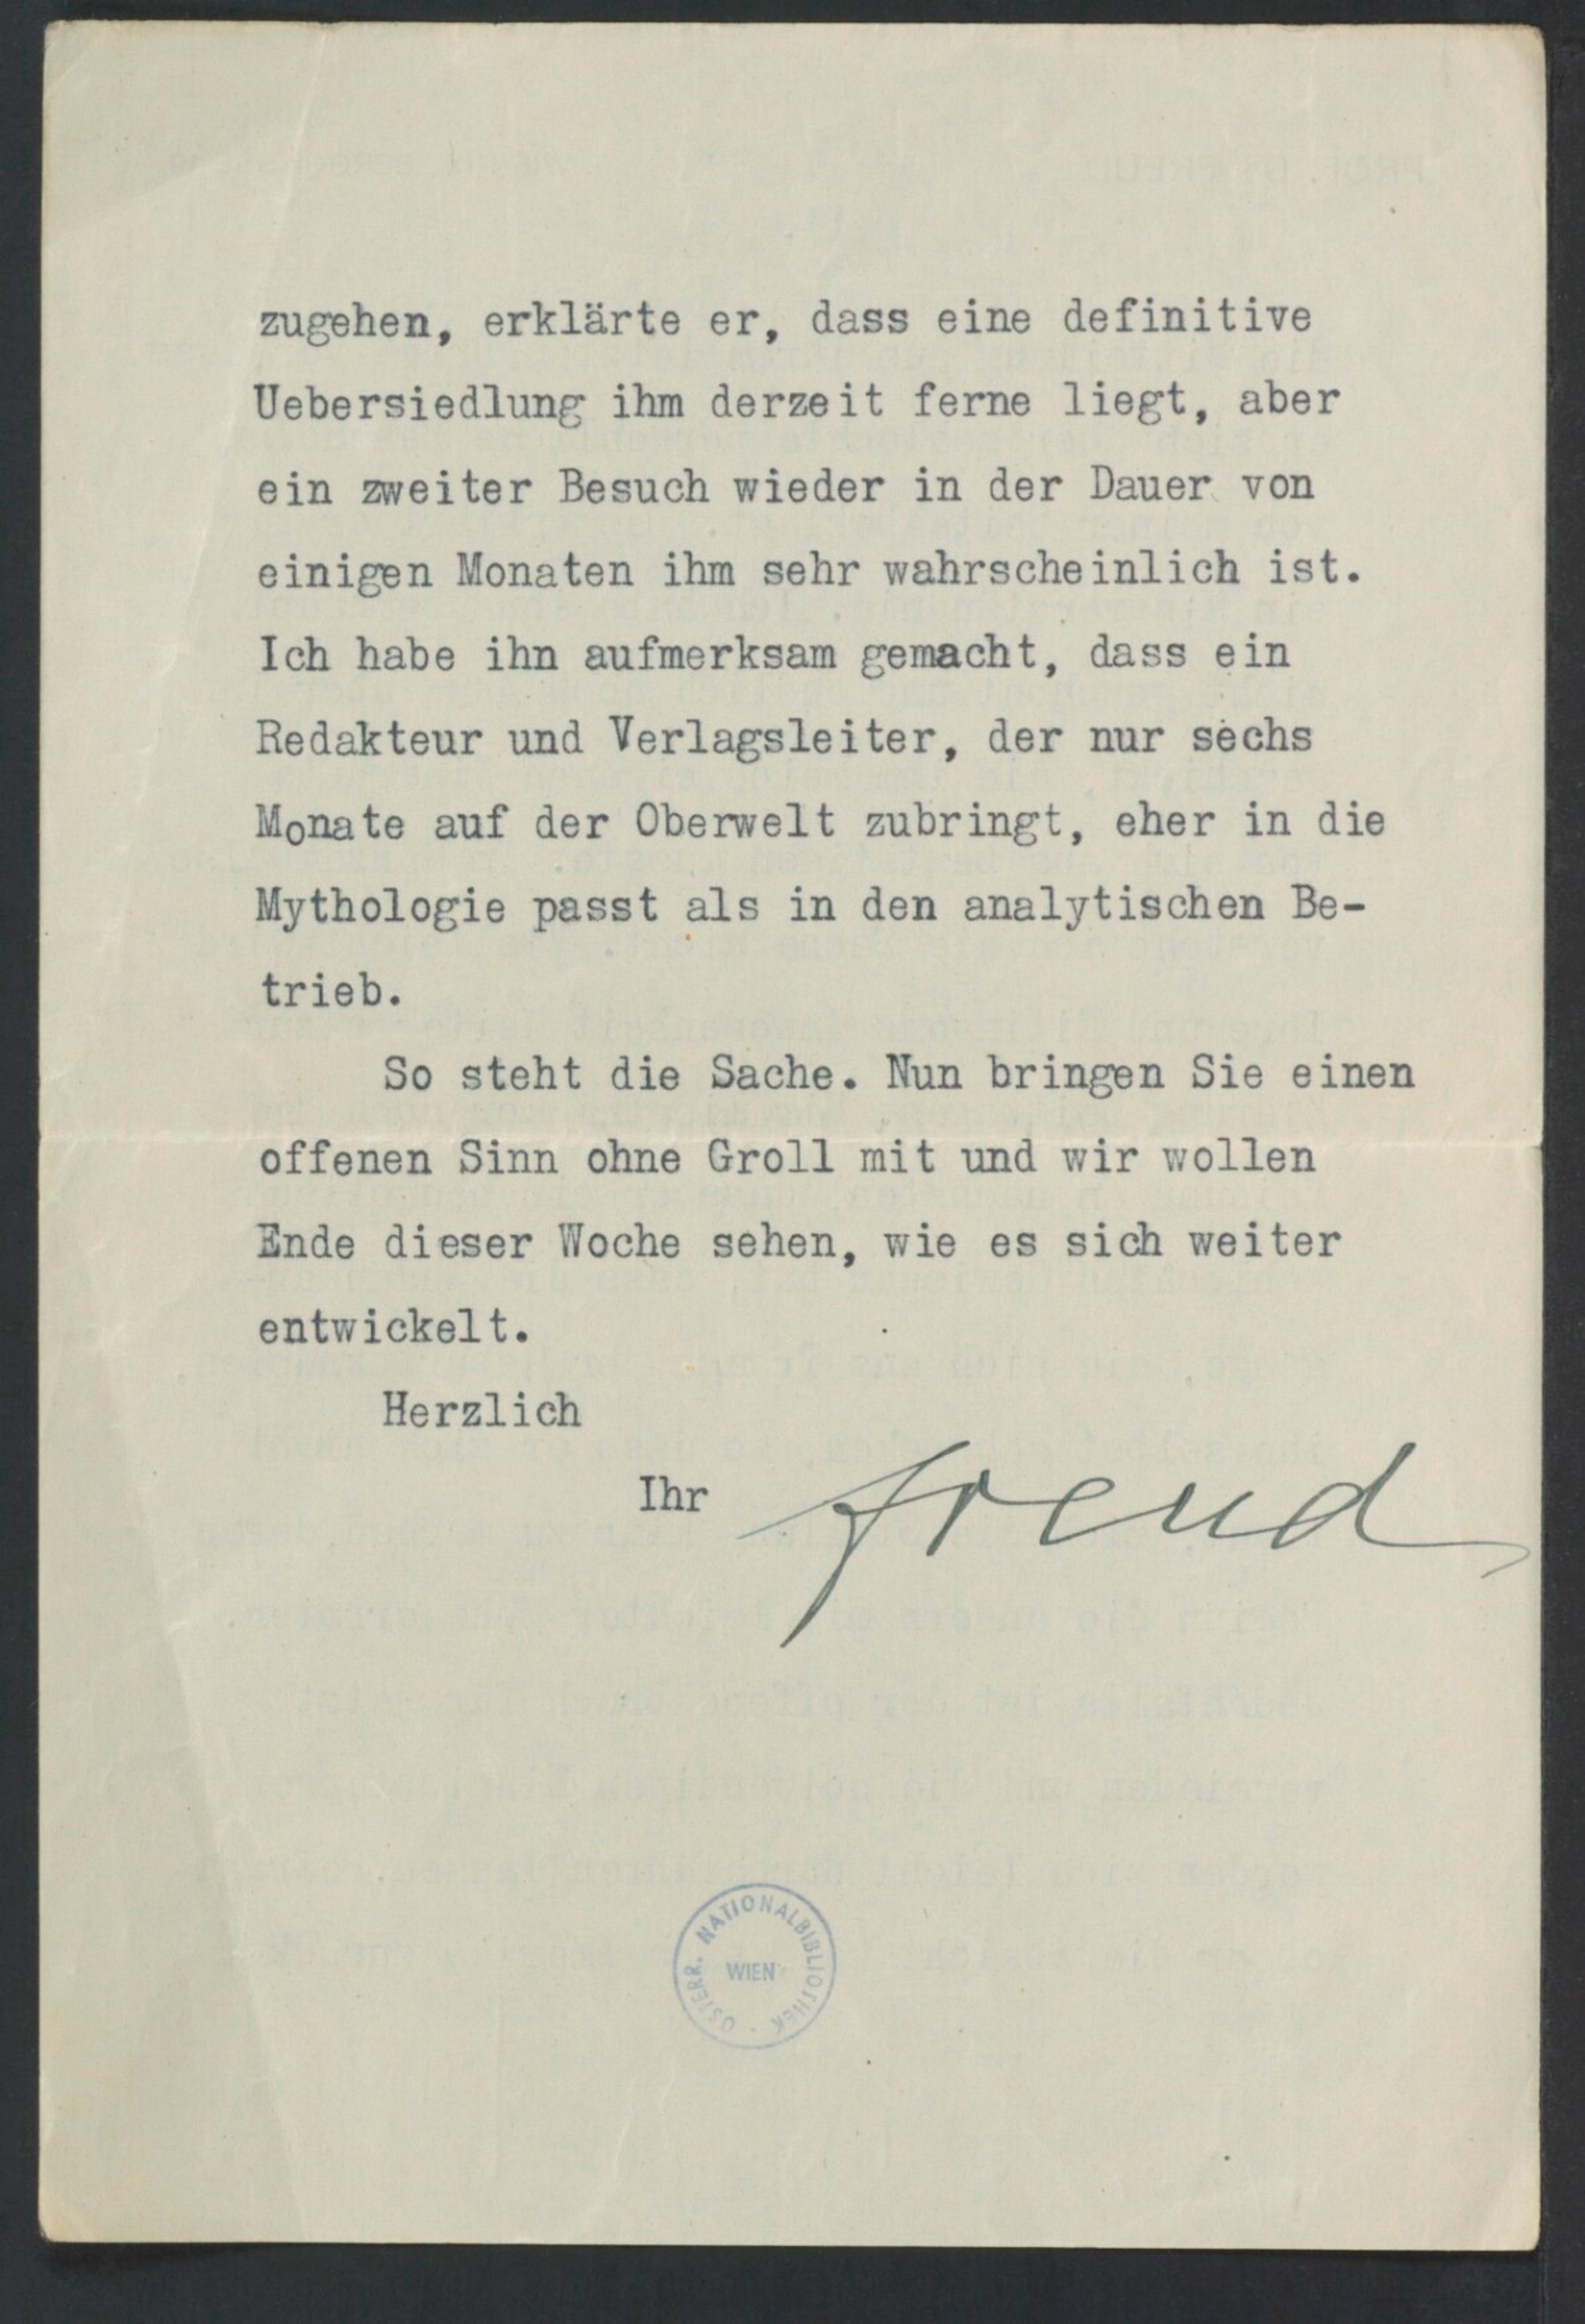 zugehen, erklärte er, dass eine definitive
Uebersiedlung ihm derzeit ferne liegt, aber
ein zweiter Besuch wieder in der Dauer von
einigen Monaten ihm sehr wahrscheinlich ist.
Ich habe ihn aufmerksam gemacht, dass ein
Redakteur und Verlagsleiter, der nur sechs
Monate auf der Oberwelt zubringt, eher in die
Mythologie passt als in den analytischen Be-
trieb.
So steht die Sache. Nun bringen Sie einen
offenen Sinn ohne Groll mit und wir wollen
Ende dieser Woche sehen, wie es sich weiter
entwickelt.
Herzlich
Ihr Freud
ÖSTERR. NATIONALBIBLIOTHEK
WIEN